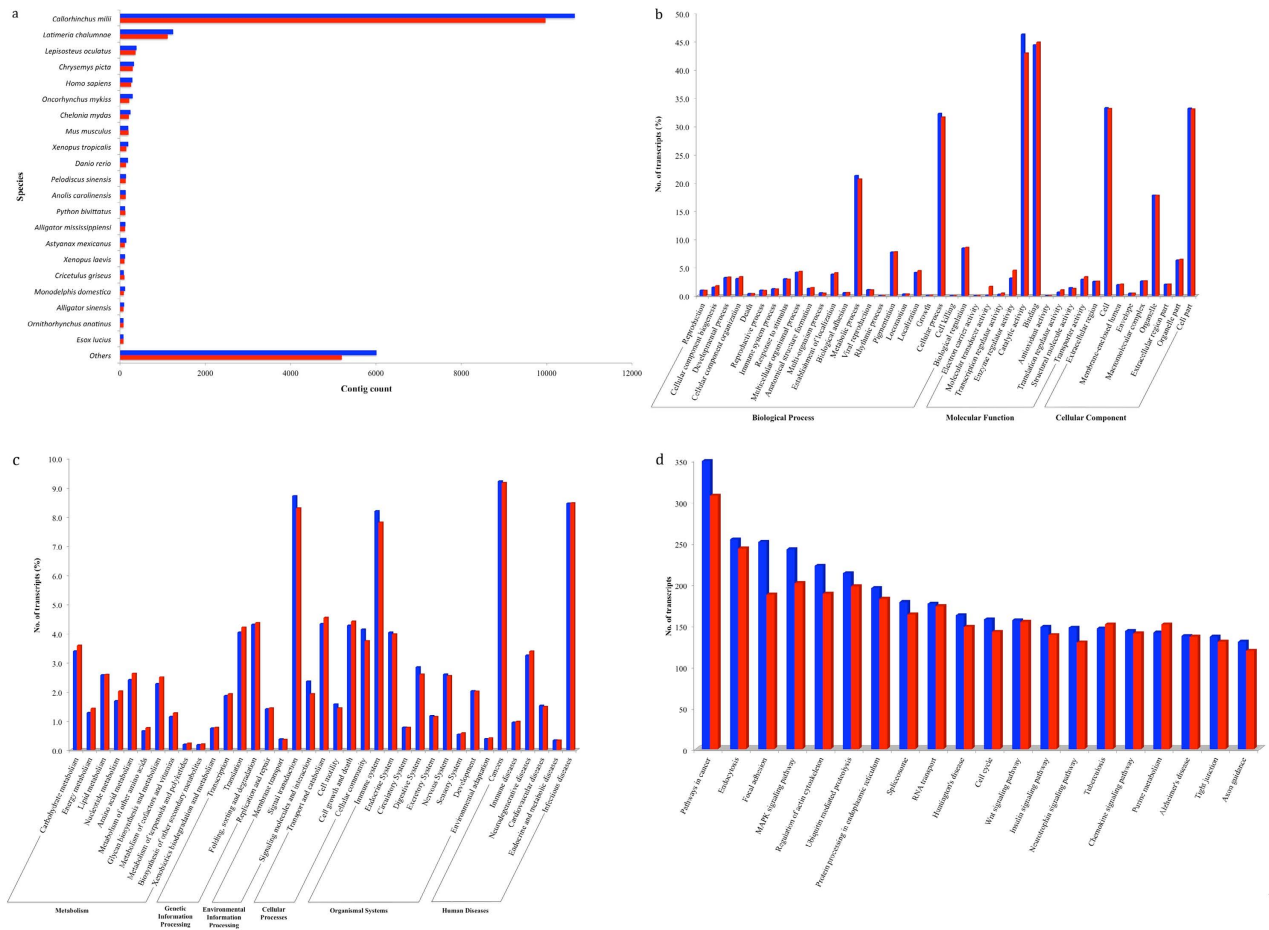 a
Species
Callorhinchus milii
Latimeria chalumnae
Lepisosteus oculatus
Chrysemys picta
Homo sapiens
Oncorhynchus mykiss
Chelonia mydas
Mus musculus
Xenopus tropicalis
Danio rerio
Pelodiscus sinensis
Anolis carolinensis
Python bivittatus
Alligator mississippiensi
Astyanax mexicanus
Xenopus laevis
Cricetulus griseus
Monodelphis domestica
Alligator sinensis
Ornithorhynchus anatinus
Esox lucius
Others
0 2000 4000 6000 8000 10000 12000
Contig count
b
No. of transcripts (%)
50.0
45.0
40.0
35.0
30.0
25.0
20.0
15.0
10.0
5.0
0.0
Reproduction
Cellular component biogenesis
Developmental process
Cellular component organization
Death
Reproductive process
Immune system process
Response to stimulus
Multicellular organismal process
Anatomical structure formation
Multi-organism process
Establishment of localization
Biological adhesion
Metabolic process
Viral reproduction
Rhythmic process
Pigmentation
Locomotion
Localization
Growth
Cellular process
Cell killing
Biological regulation
Electron carrier activity
Molecular transducer activity
Transcription regulator activity
Enzyme regulator activity
Catalytic activity
Binding
Antioxidant activity
Translation regulator activity
Structural molecule activity
Transporter activity
Extracellular region
Cell
Membrane-enclosed lumen
Envelope
Macromolecular complex
Organelle
Extracellular region part
Organelle part
Cell part
Biological Process
Molecular Function
Cellular Component
c
No. of transcripts (%)
10.0
9.0
8.0
7.0
6.0
5.0
4.0
3.0
2.0
1.0
0.0
Carbohydrate metabolism
Energy metabolism
Lipid metabolism
Nucleotide metabolism
Amino acid metabolism
Metabolism of other amino acids
Glycan biosynthesis and metabolism
Metabolism of cofactors and vitamins
Metabolism of terpenoids and polyketides
Biosynthesis of other secondary metabolites
Xenobiotics biodegradation and metabolism
Transcription
Translation
Folding, sorting and degradation
Replication and repair
Membrane transport
Signal transduction
Signaling molecules and interaction
Transport and catabolism
Cell motility
Cell growth and death
Cellular community
Immune system
Endocrine System
Circulatory System
Digestive System
Excretory System
Nervous System
Sensory System
Development
Environmental adaptation
Cancers
Immune diseases
Neurodegenerative diseases
Cardiovascular diseases
Endocrine and metabolic diseases
Infectious diseases
Metabolism
Genetic
Information
Processing
Environmental
Information
Processing
Cellular
Processes
Organismal Systems
Human Diseases
d
No. of transcripts
350
300
250
200
150
100
50
0
Pathways in cancer
Endocytosis
Focal adhesion
MAPK signaling pathway
Regulation of actin cytoskeleton
Ubiquitin mediated proteolysis
Protein processing in endoplasmic reticulum
Spliceosome
RNA transport
Huntington's disease
Cell cycle
Wnt signaling pathway
Insulin signaling pathway
Neurotrophin signaling pathway
Tuberculosis
Chemokine signaling pathway
Purine metabolism
Alzheimer's disease
Tight junction
Axon guidance